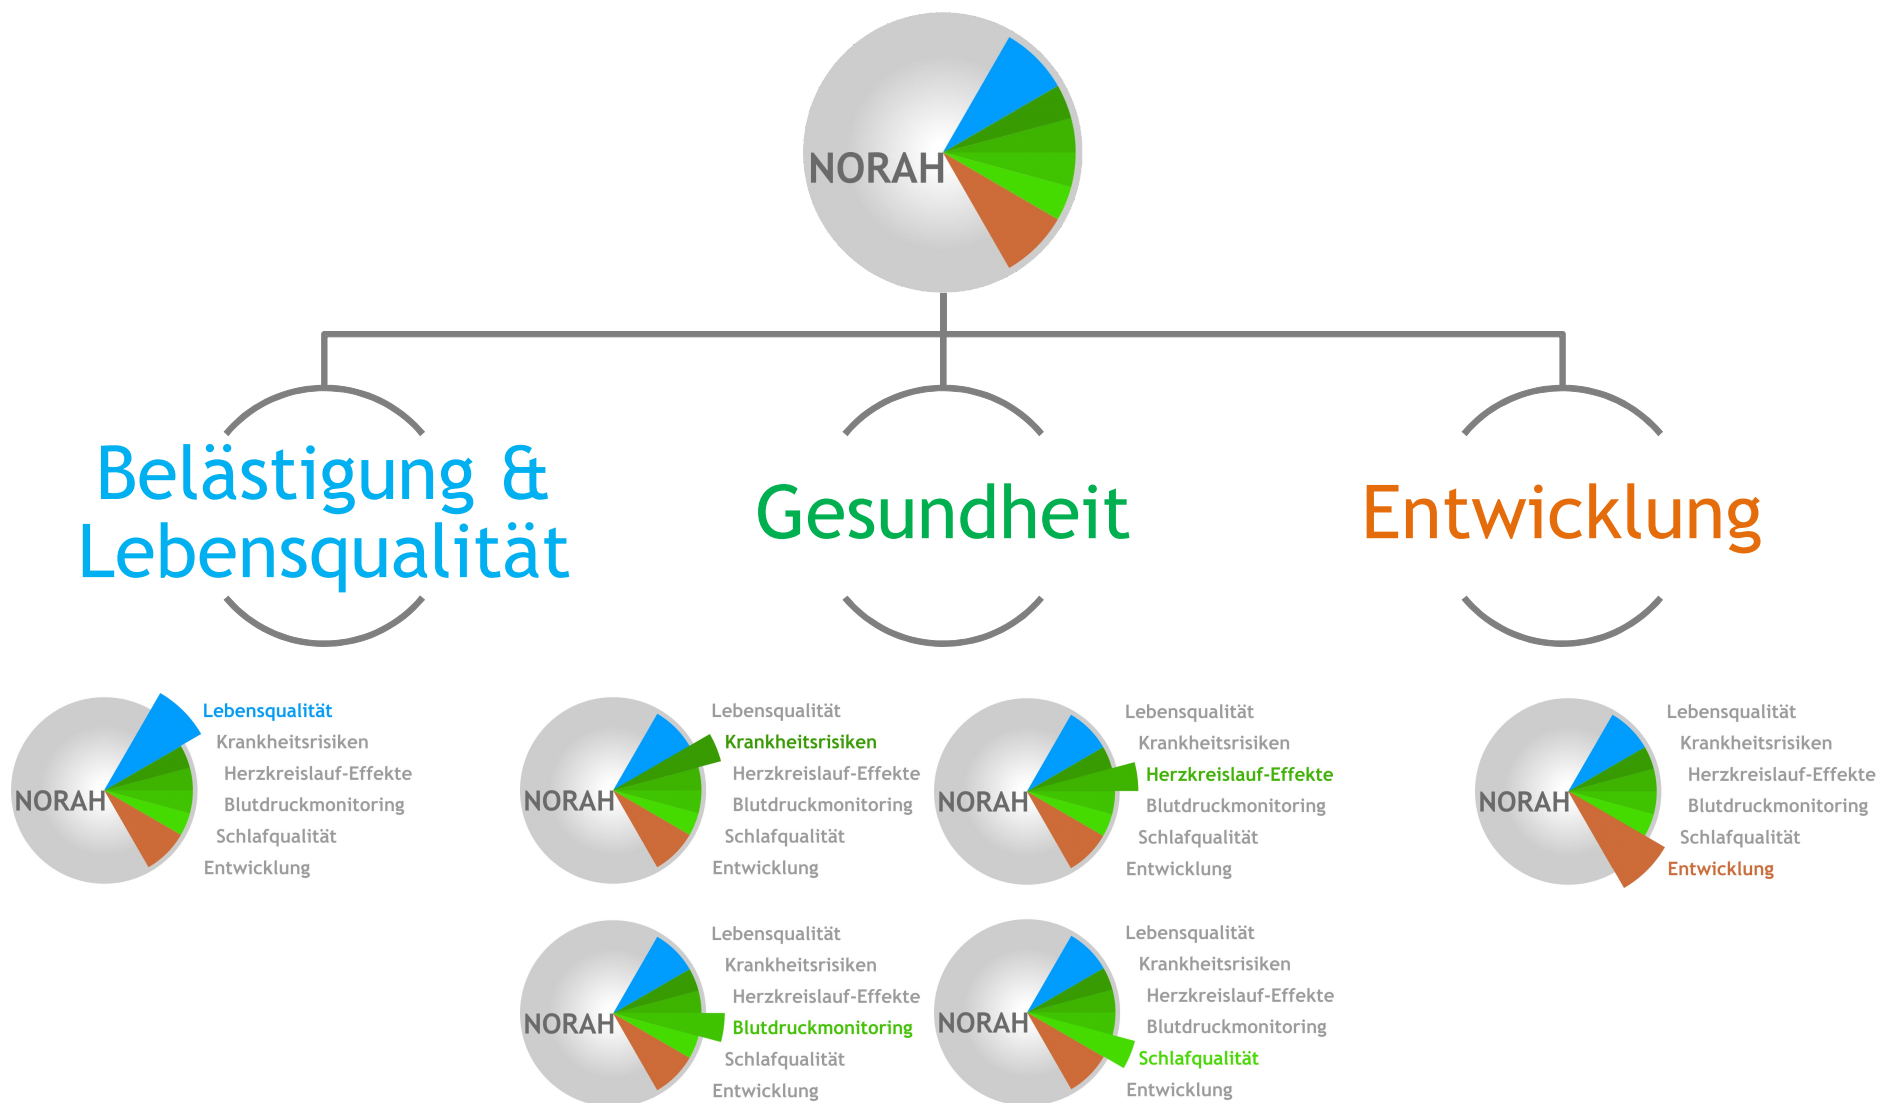 NORAH
Belästigung &
Lebensqualität
Gesundheit
Entwicklung
NORAH
Lebensqualität
Krankheitsrisiken
Herzkreislauf-Effekte
Blutdruckmonitoring
Schlafqualität
Entwicklung
NORAH
Lebensqualität
Krankheitsrisiken
Herzkreislauf-Effekte
Blutdruckmonitoring
Schlafqualität
Entwicklung
NORAH
Lebensqualität
Krankheitsrisiken
Herzkreislauf-Effekte
Blutdruckmonitoring
Schlafqualität
Entwicklung
NORAH
Lebensqualität
Krankheitsrisiken
Herzkreislauf-Effekte
Blutdruckmonitoring
Schlafqualität
Entwicklung
NORAH
Lebensqualität
Krankheitsrisiken
Herzkreislauf-Effekte
Blutdruckmonitoring
Schlafqualität
Entwicklung
NORAH
Lebensqualität
Krankheitsrisiken
Herzkreislauf-Effekte
Blutdruckmonitoring
Schlafqualität
Entwicklung